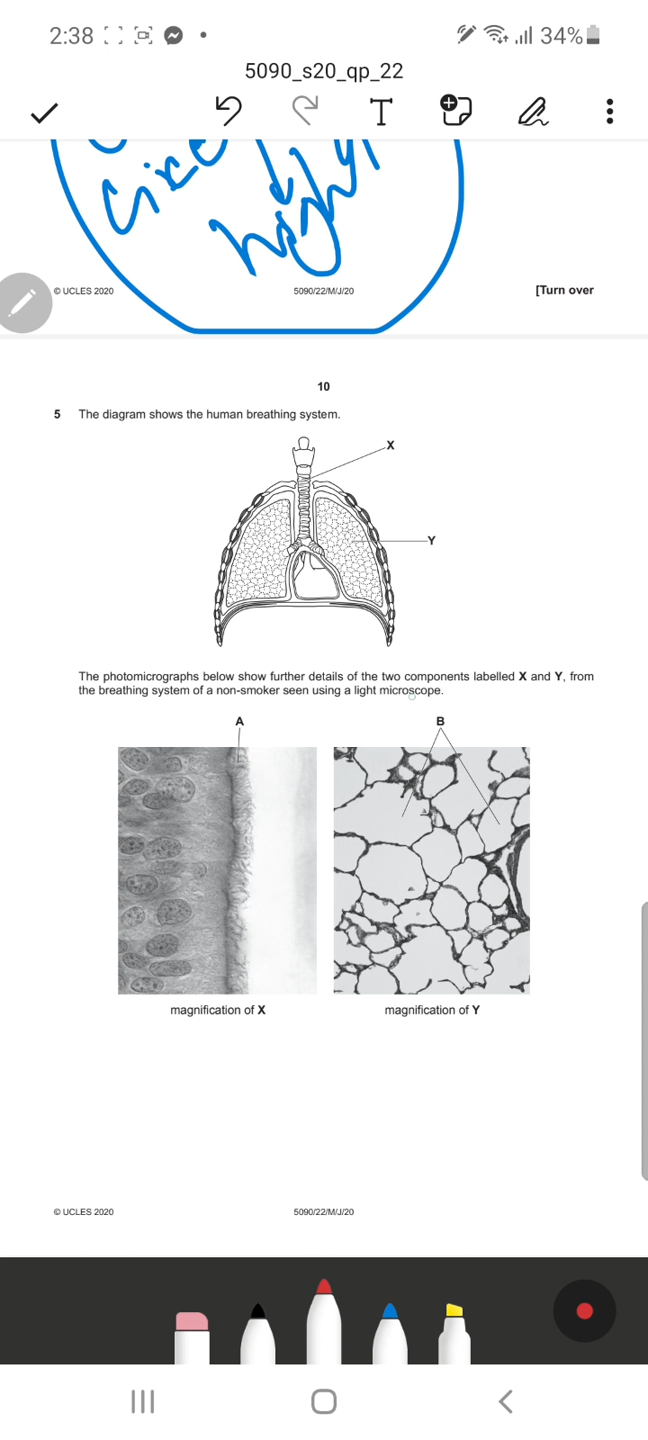 2:38 34%
5090_s20_qp_22
T
high
© UCLES 2020 5090/22/M/J/20 [Turn over
10
5 The diagram shows the human breathing system.
X
Y
The photomicrographs below show further details of the two components labelled X and Y, from
the breathing system of a non-smoker seen using a light microscope.
A B
magnification of X magnification of Y
© UCLES 2020 5090/22/M/J/20